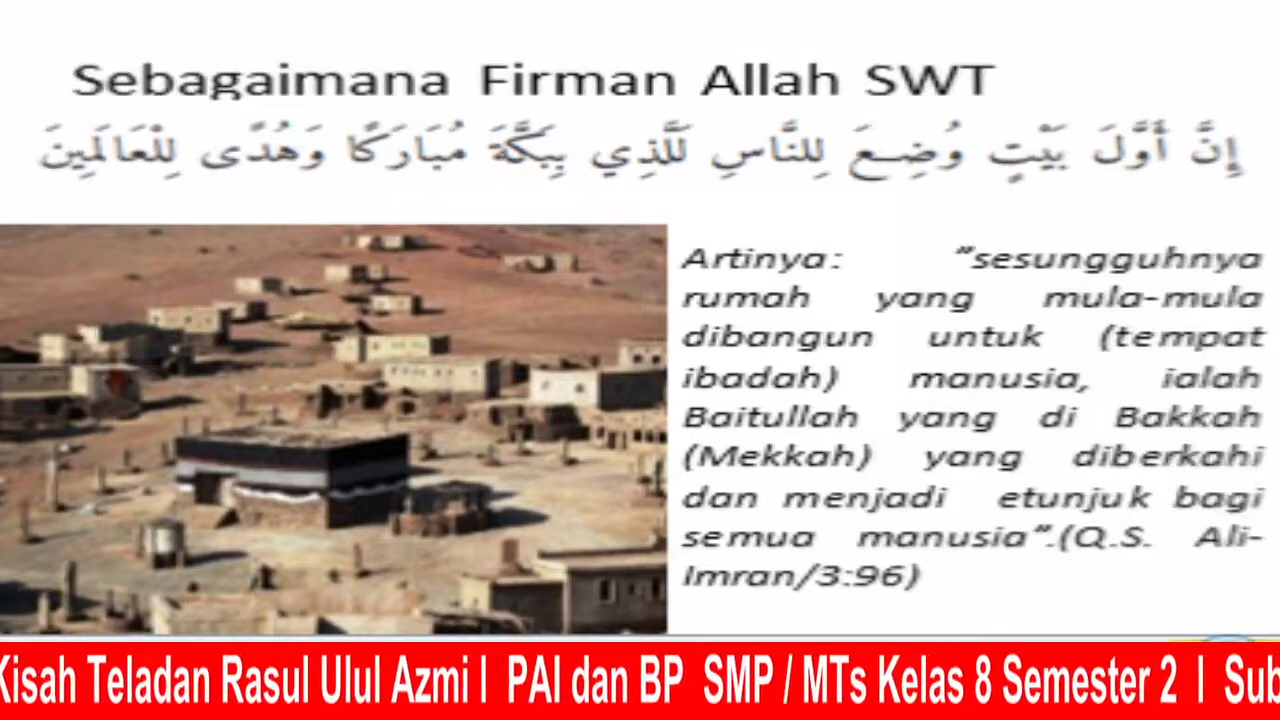 Sebagaimana Firman Allah SWT
إِنَّ أَوَّلَ بَيْتٍ وُضِعَ لِلنَّاسِ لَلَّذِي بِبَكَّةَ مُبَارَكًا وَهُدًى لِلْعَالَمِينَ
Artinya: "sesungguhnya
rumah yang mula-mula
dibangun untuk (tempat
ibadah) manusia, ialah
Baitullah yang di Bakkah
(Mekkah) yang diberkahi
dan menjadi etunjuk bagi
semua manusia".(Q.S. Ali-
Imran/3:96)
Kisah Teladan Rasul Ulul Azmi l PAI dan BP SMP / MTs Kelas 8 Semester 2 l Sub